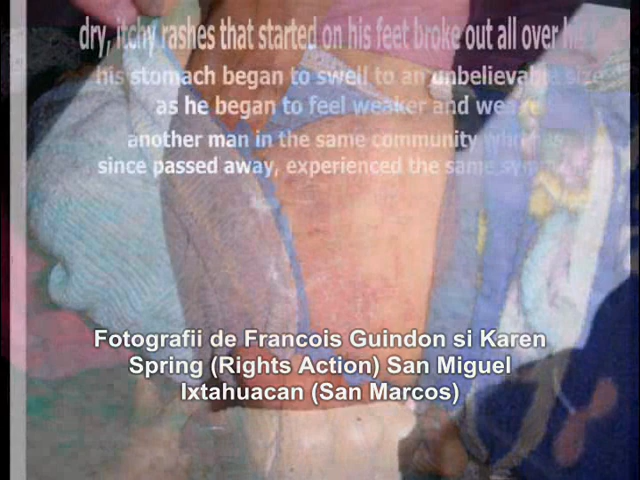 dry, itchy rashes that started on his feet broke out all over
his stomach began to swell to an unbelievable size
as he began to feel weaker and
another man in the same community
since passed away, experienced the same
Fotografii de Francois Guindon si Karen
Spring (Rights Action) San Miguel
Ixtahuacan (San Marcos)